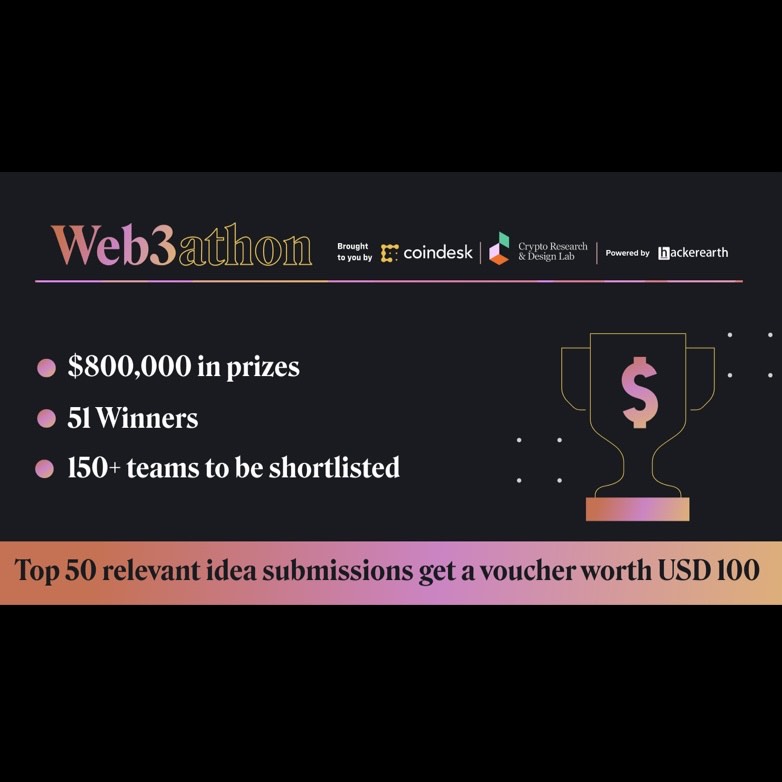 Web3athon
Brought
to you by
coindesk
Crypto Research
& Design Lab
Powered by
hackerearth
$800,000 in prizes
51 Winners
150+ teams to be shortlisted
$
Top 50 relevant idea submissions get a voucher worth USD 100